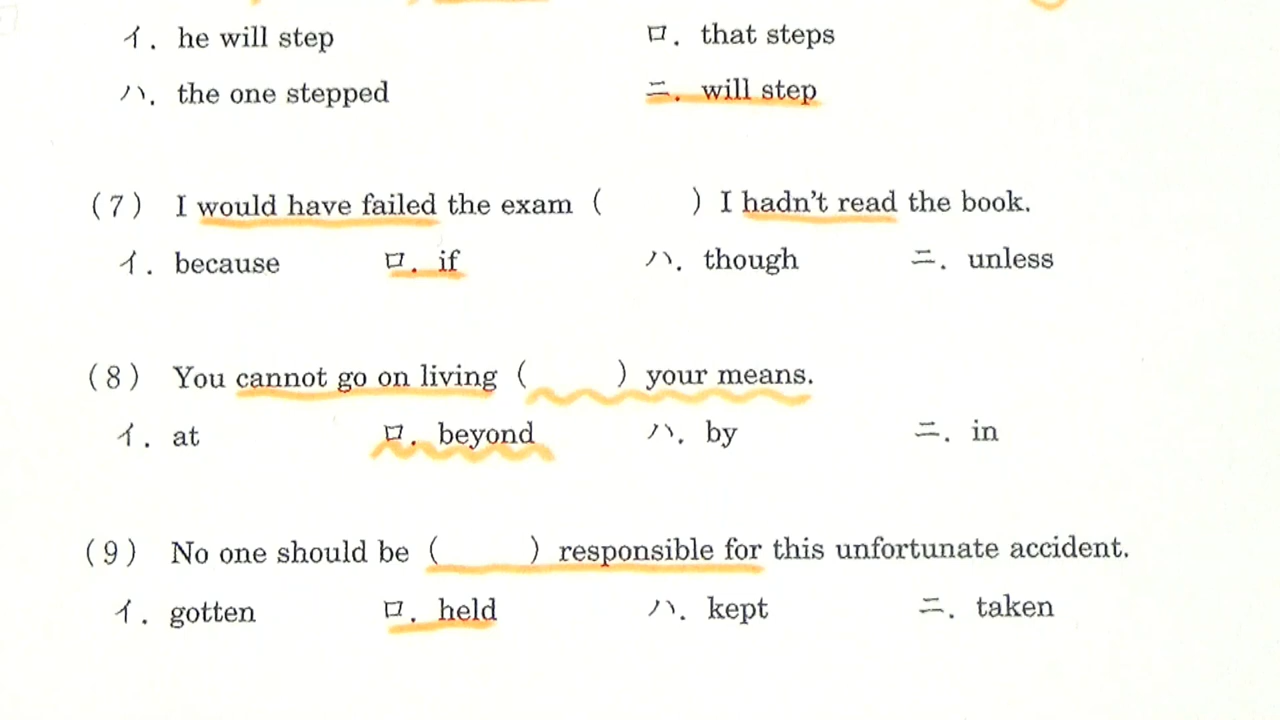 イ．he will step ロ．that steps
ハ．the one stepped ニ．will step
(7) I would have failed the exam ( ) I hadn't read the book.
イ．because ロ．if ハ．though ニ．unless
(8) You cannot go on living ( ) your means.
イ．at ロ．beyond ハ．by ニ．in
(9) No one should be ( ) responsible for this unfortunate accident.
イ．gotten ロ．held ハ．kept ニ．taken